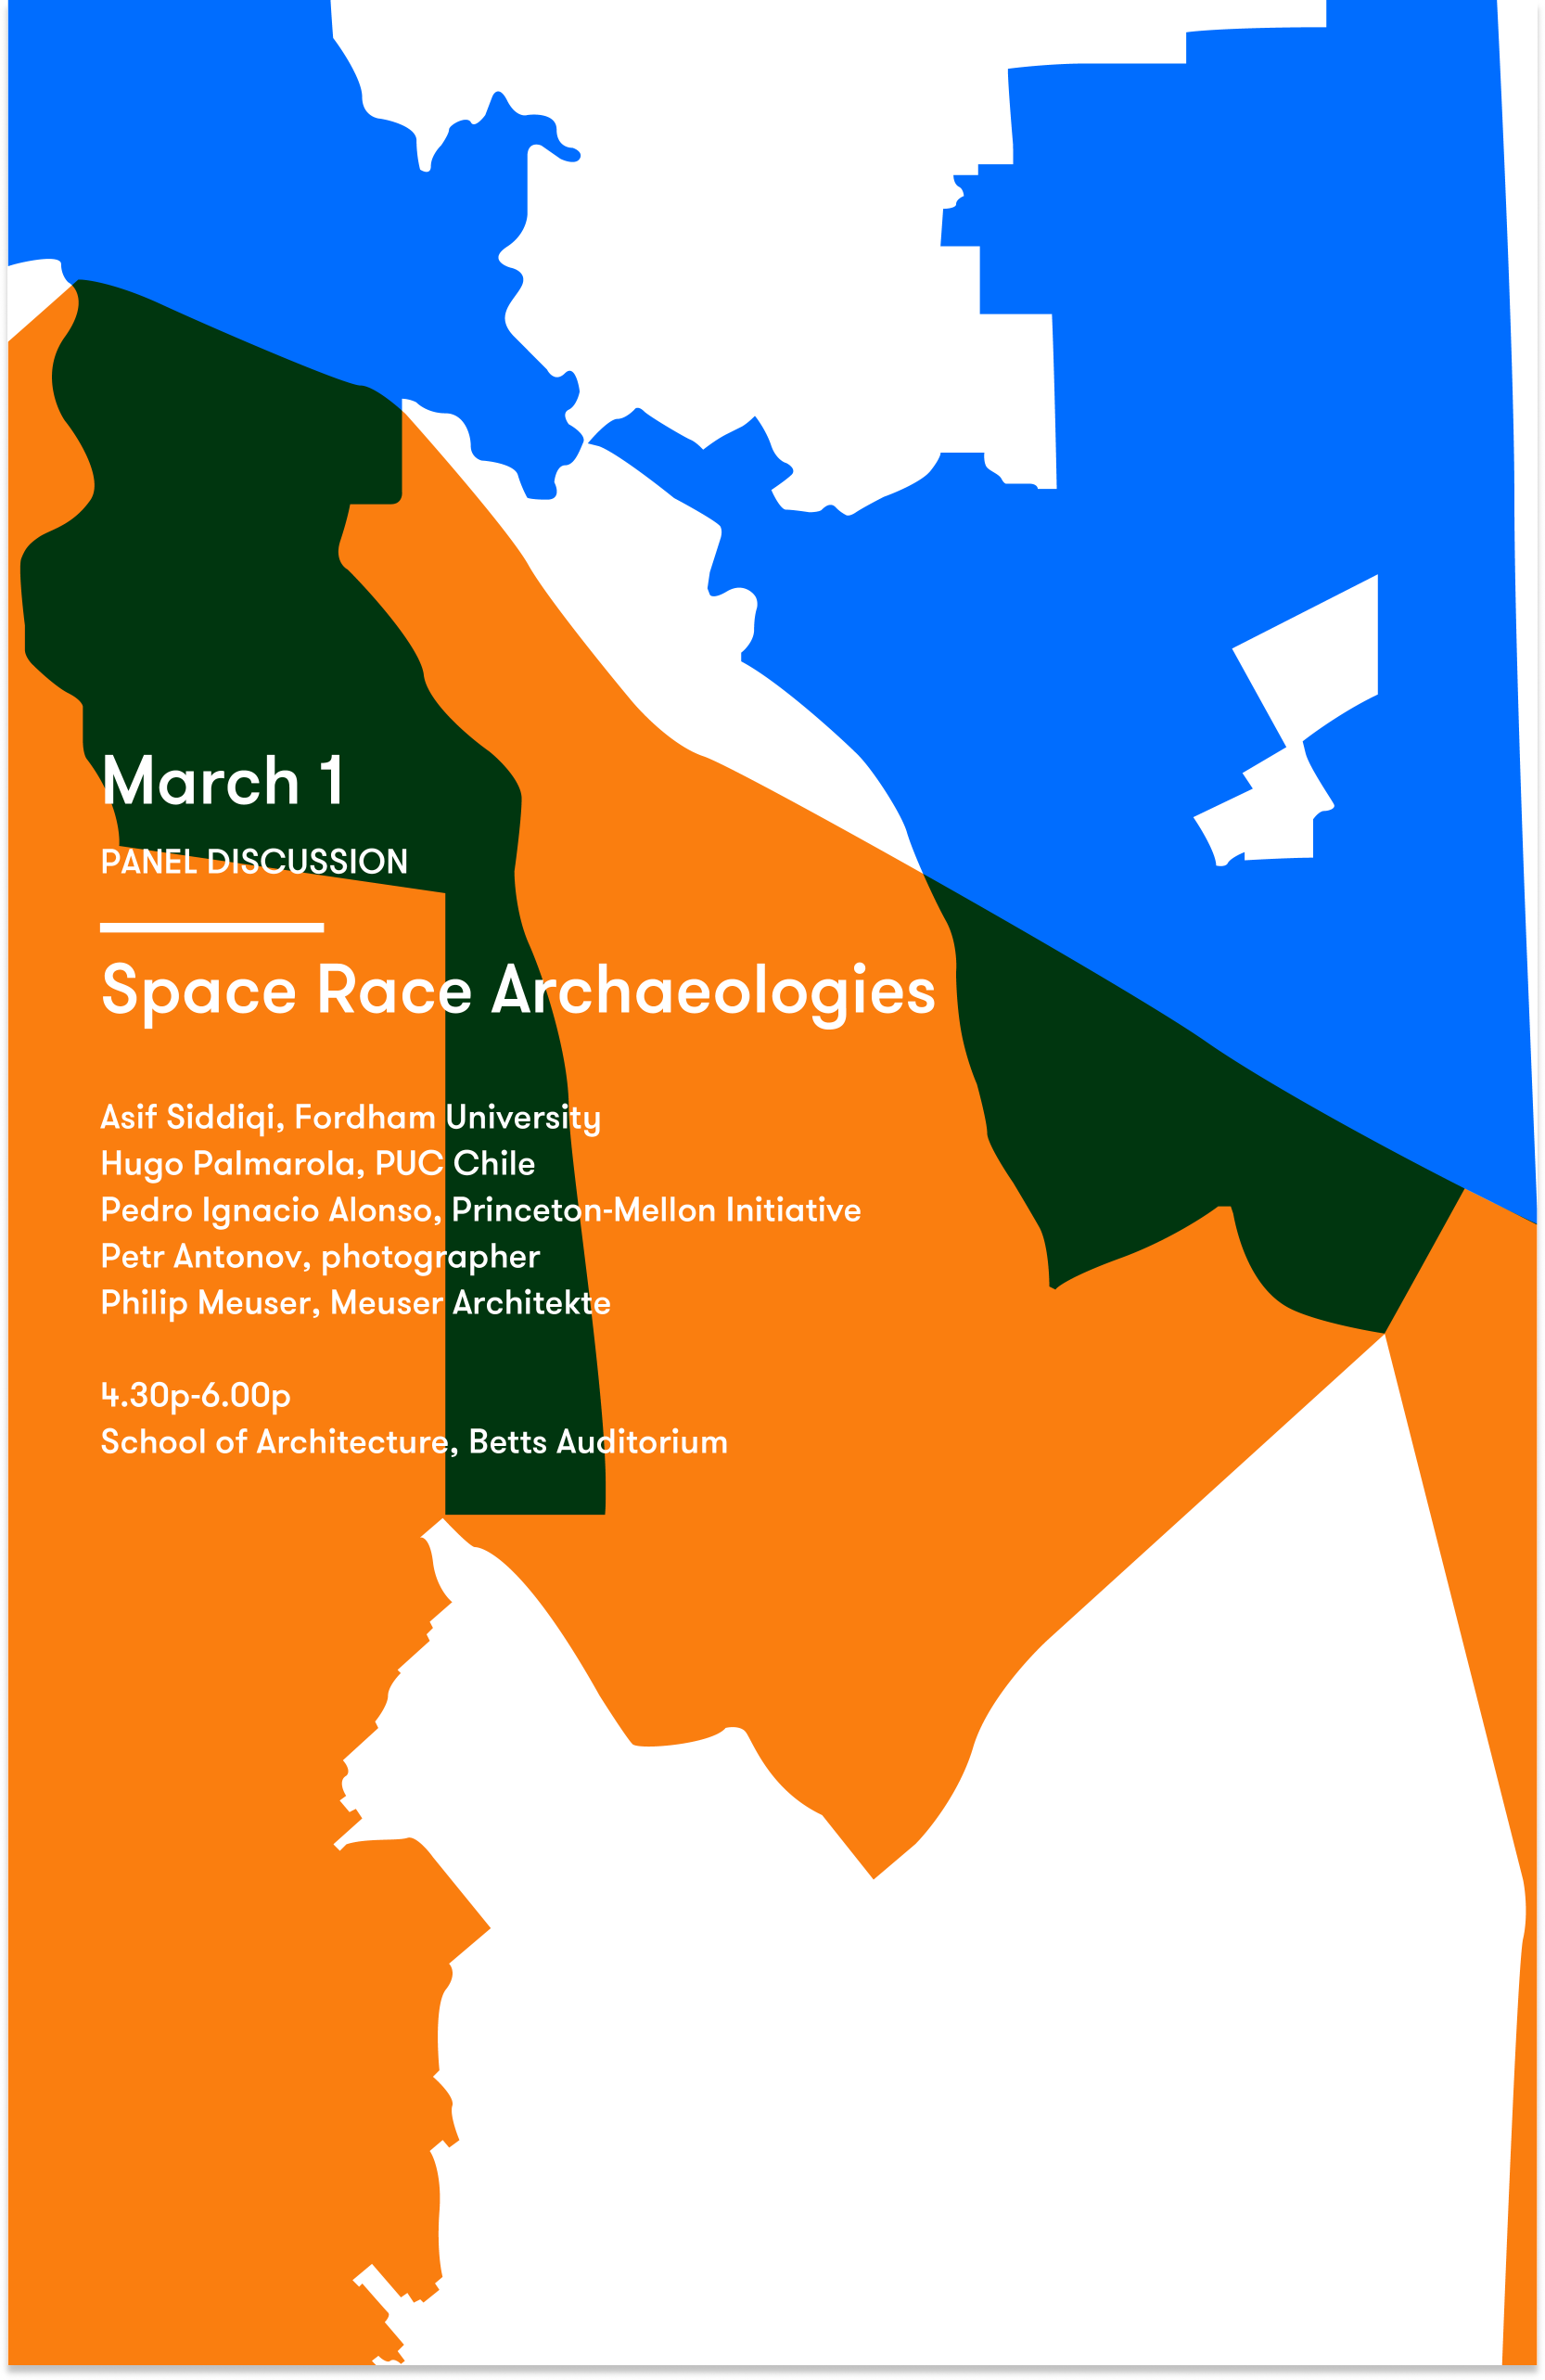 March 1
PANEL DISCUSSION
Space Race Archaeologies
Asif Siddiqi, Fordham University
Hugo Palmarola, PUC Chile
Pedro Ignacio Alonso, Princeton-Mellon Initiative
Petr Antonov, photographer
Philip Meuser, Meuser Architekte
4.30p-6.00p
School of Architecture, Betts Auditorium